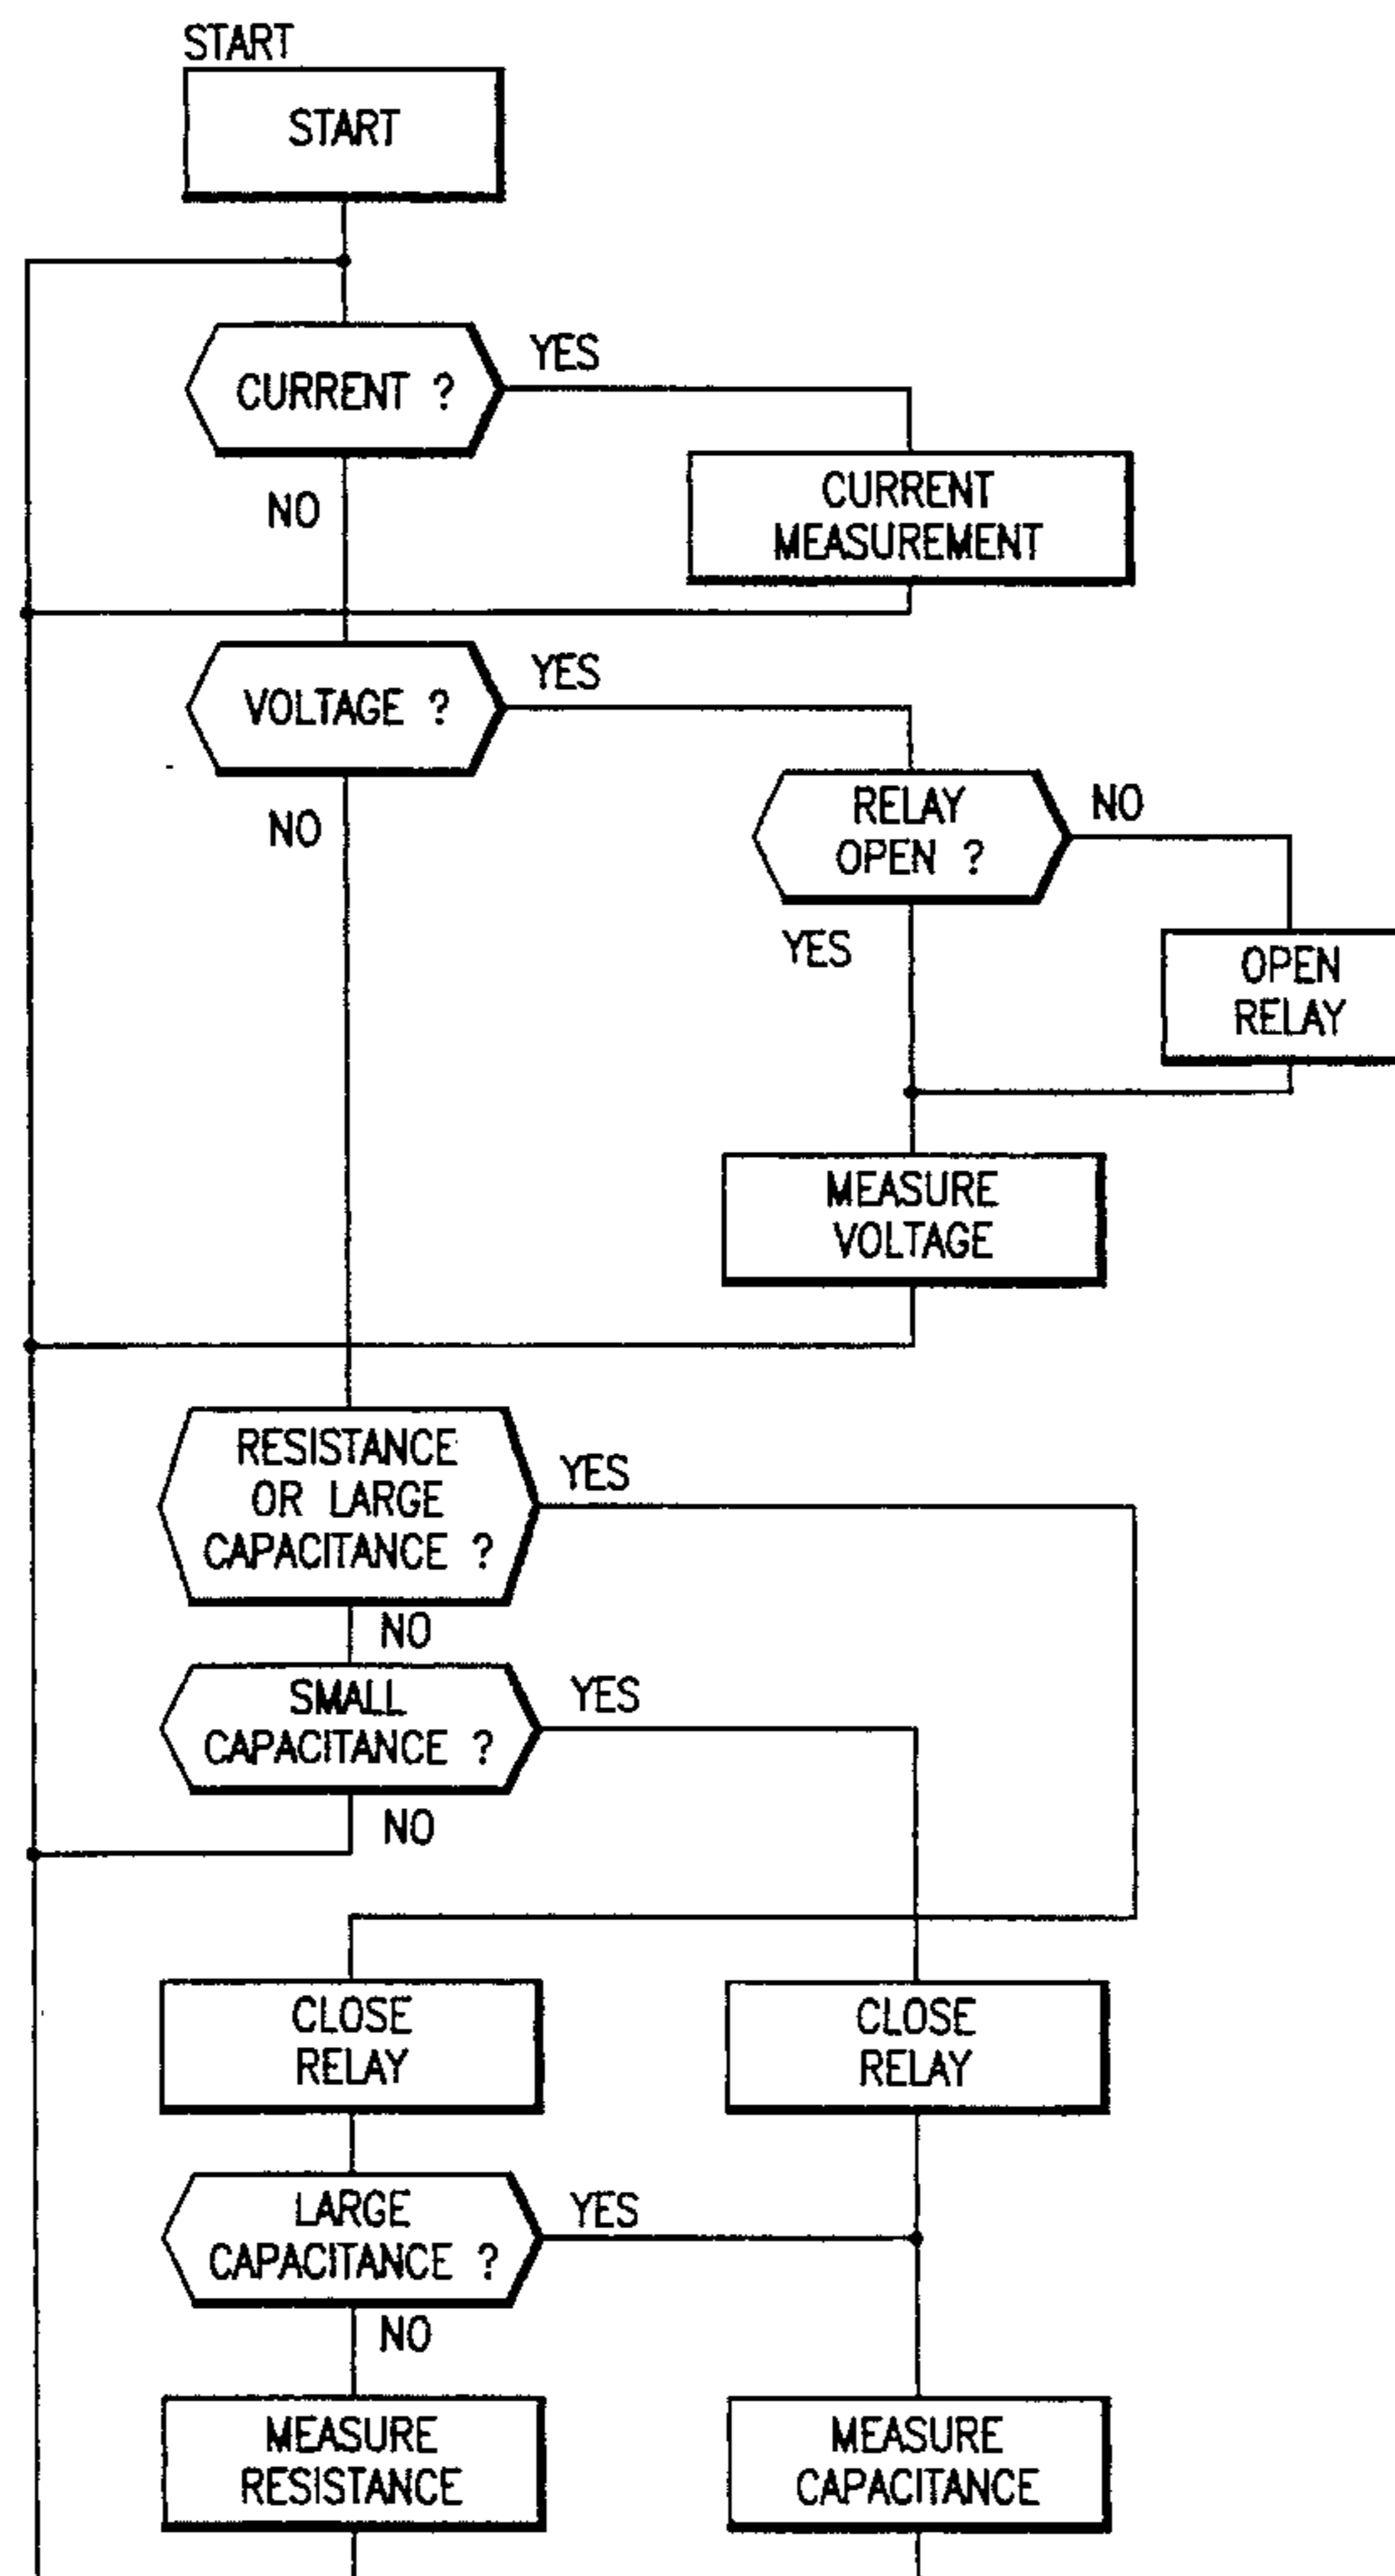 START
START
CURRENT ?
YES
NO
CURRENT
MEASUREMENT
VOLTAGE ?
YES
NO
RELAY
OPEN ?
NO
YES
OPEN
RELAY
MEASURE
VOLTAGE
RESISTANCE
OR LARGE
CAPACITANCE ?
YES
NO
SMALL
CAPACITANCE ?
YES
NO
CLOSE
RELAY
CLOSE
RELAY
LARGE
CAPACITANCE ?
YES
NO
MEASURE
RESISTANCE
MEASURE
CAPACITANCE